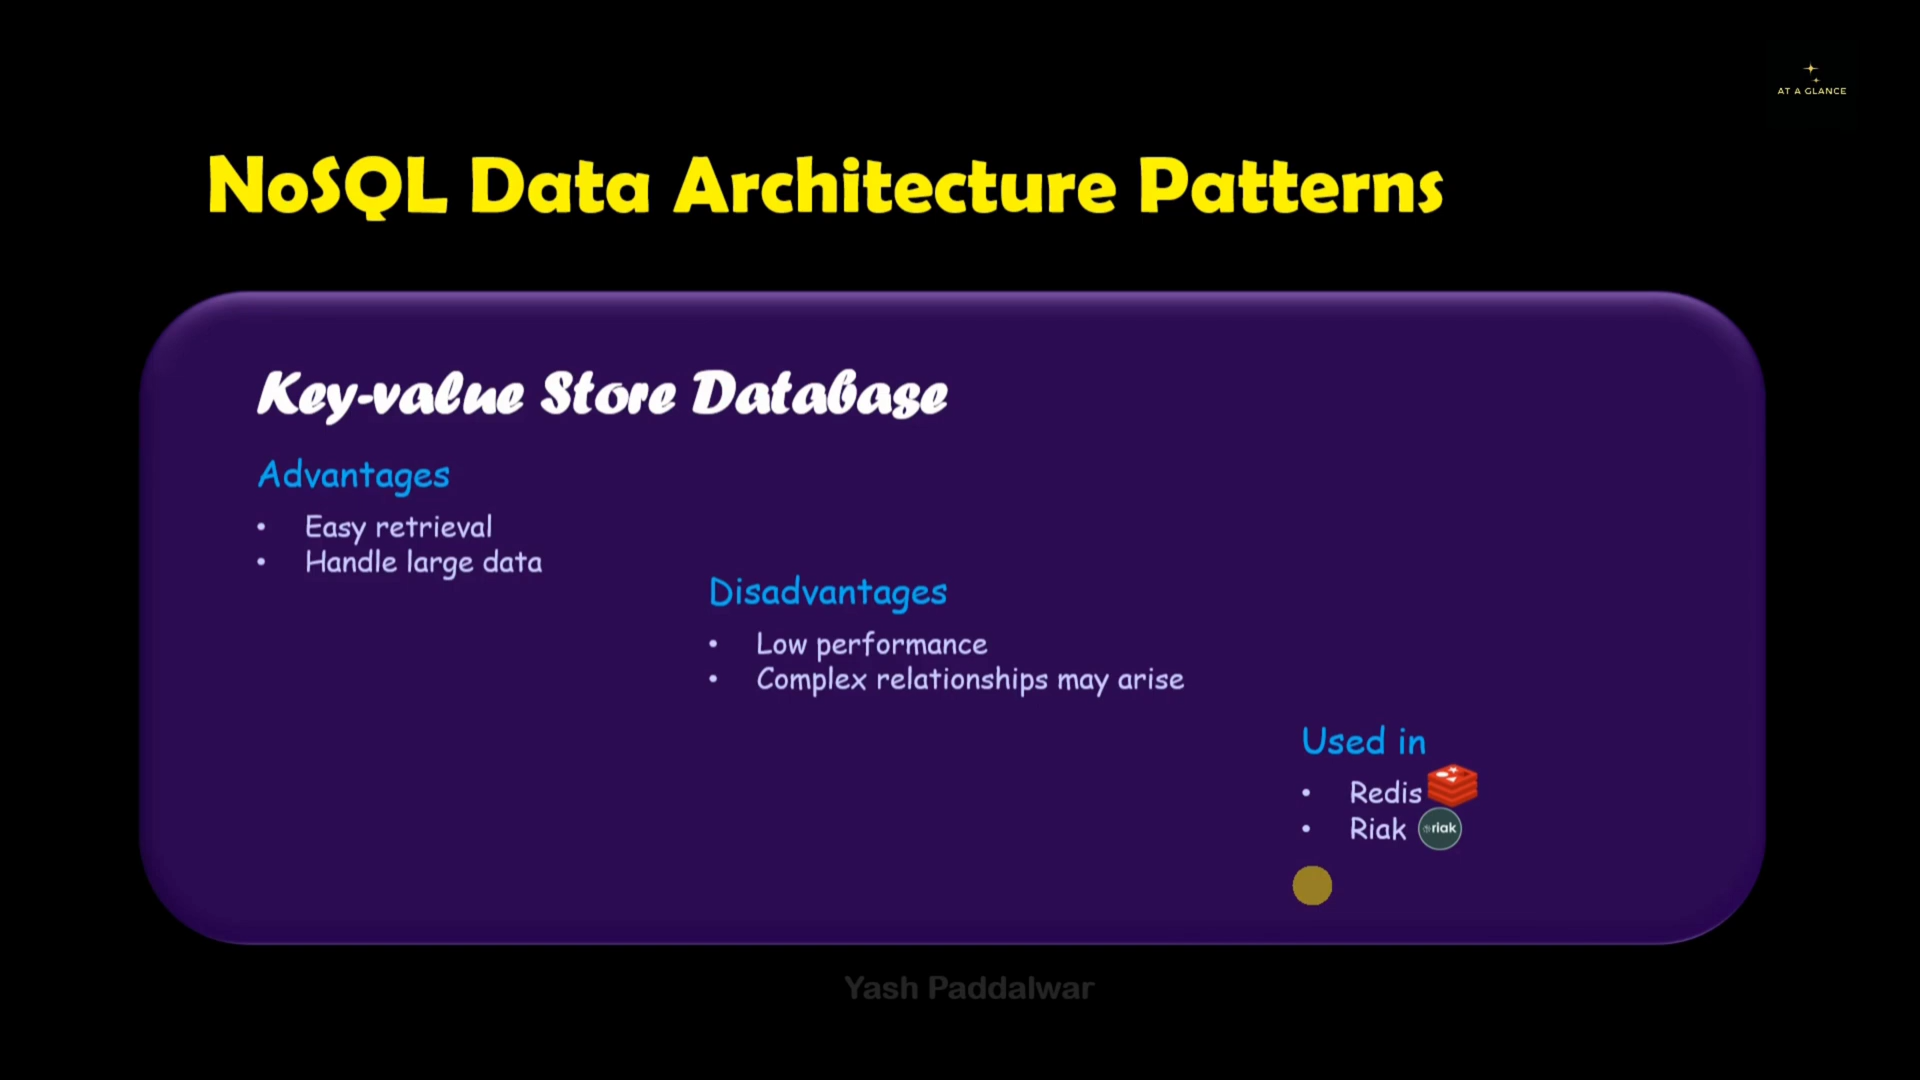 AT A GLANCE
NoSQL Data Architecture Patterns
Key-value Store Database
Advantages
• Easy retrieval
• Handle large data
Disadvantages
• Low performance
• Complex relationships may arise
Used in
• Redis
• Riak riak
Yash Paddalwar